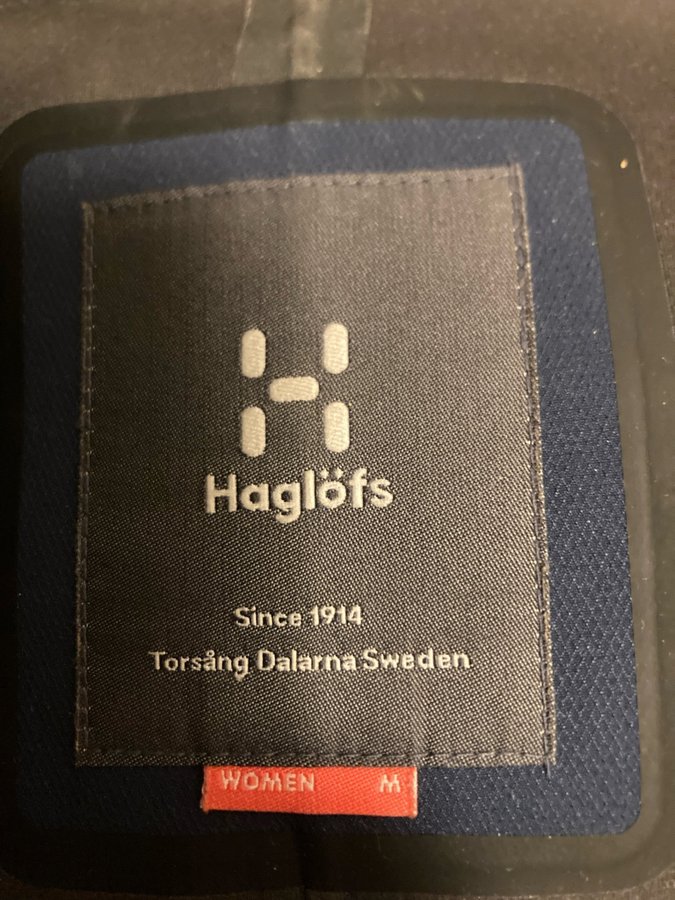 Haglöfs
Since 1914
Torsång Dalarna Sweden
WOMEN M